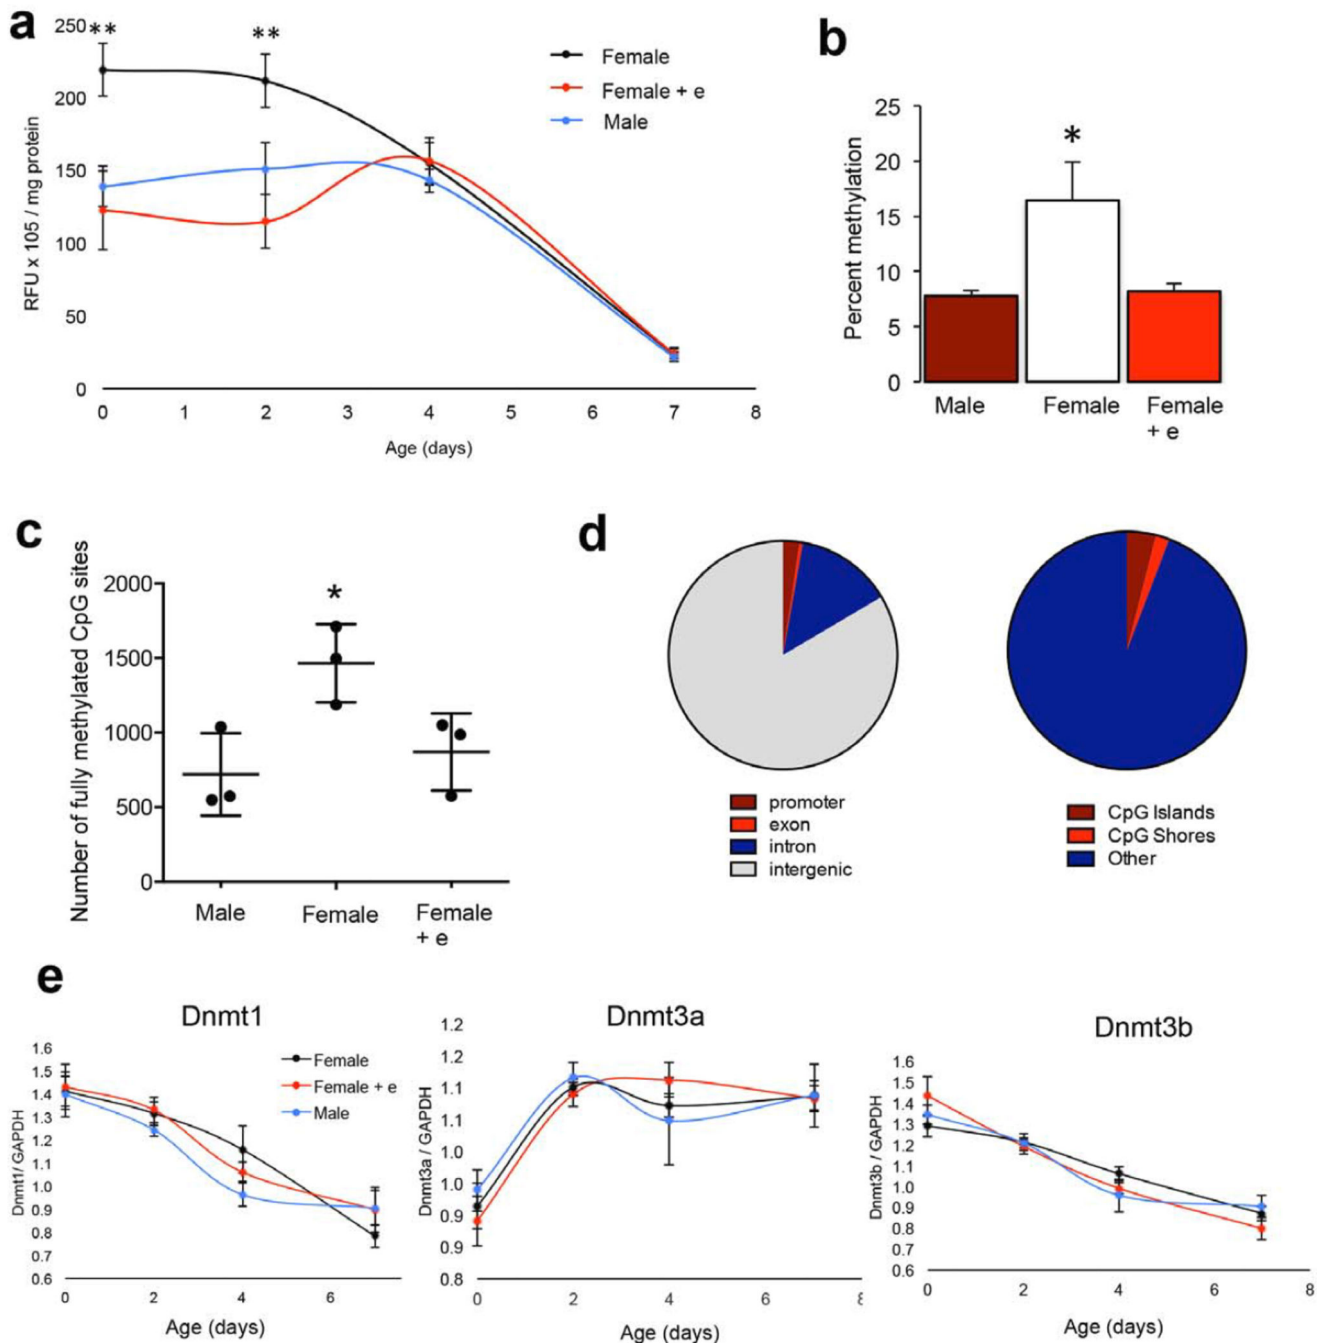 a
250
**
**
200
150
100
50
0
RFU x 105 / mg protein
0 1 2 3 4 5 6 7 8
Age (days)
Female
Female + e
Male
b
25
20
15
10
5
0
Percent methylation
*
Male
Female
Female
+ e
c
Number of fully methylated CpG sites
2000
1500
1000
500
0
*
Male
Female
Female
+ e
d
promoter
exon
intron
intergenic
CpG Islands
CpG Shores
Other
e
Dnmt1
1.6
1.5
1.4
1.2
1.1
1.0
0.9
0.8
0.7
0.6
Dnmt1/ GAPDH
Female
Female + e
Male
0 2 4 6
Age (days)
Dnmt3a
1.2
1.2
1.1
1.1
1.0
1.0
0.9
0.9
0.8
Dnmt3a / GAPDH
0 2 4 6
Age (days)
Dnmt3b
1.6
1.5
1.4
1.3
1.1
1.0
0.9
0.8
0.7
0.6
Dnmt3b / GAPDH
0 2 4 6 8
Age (days)